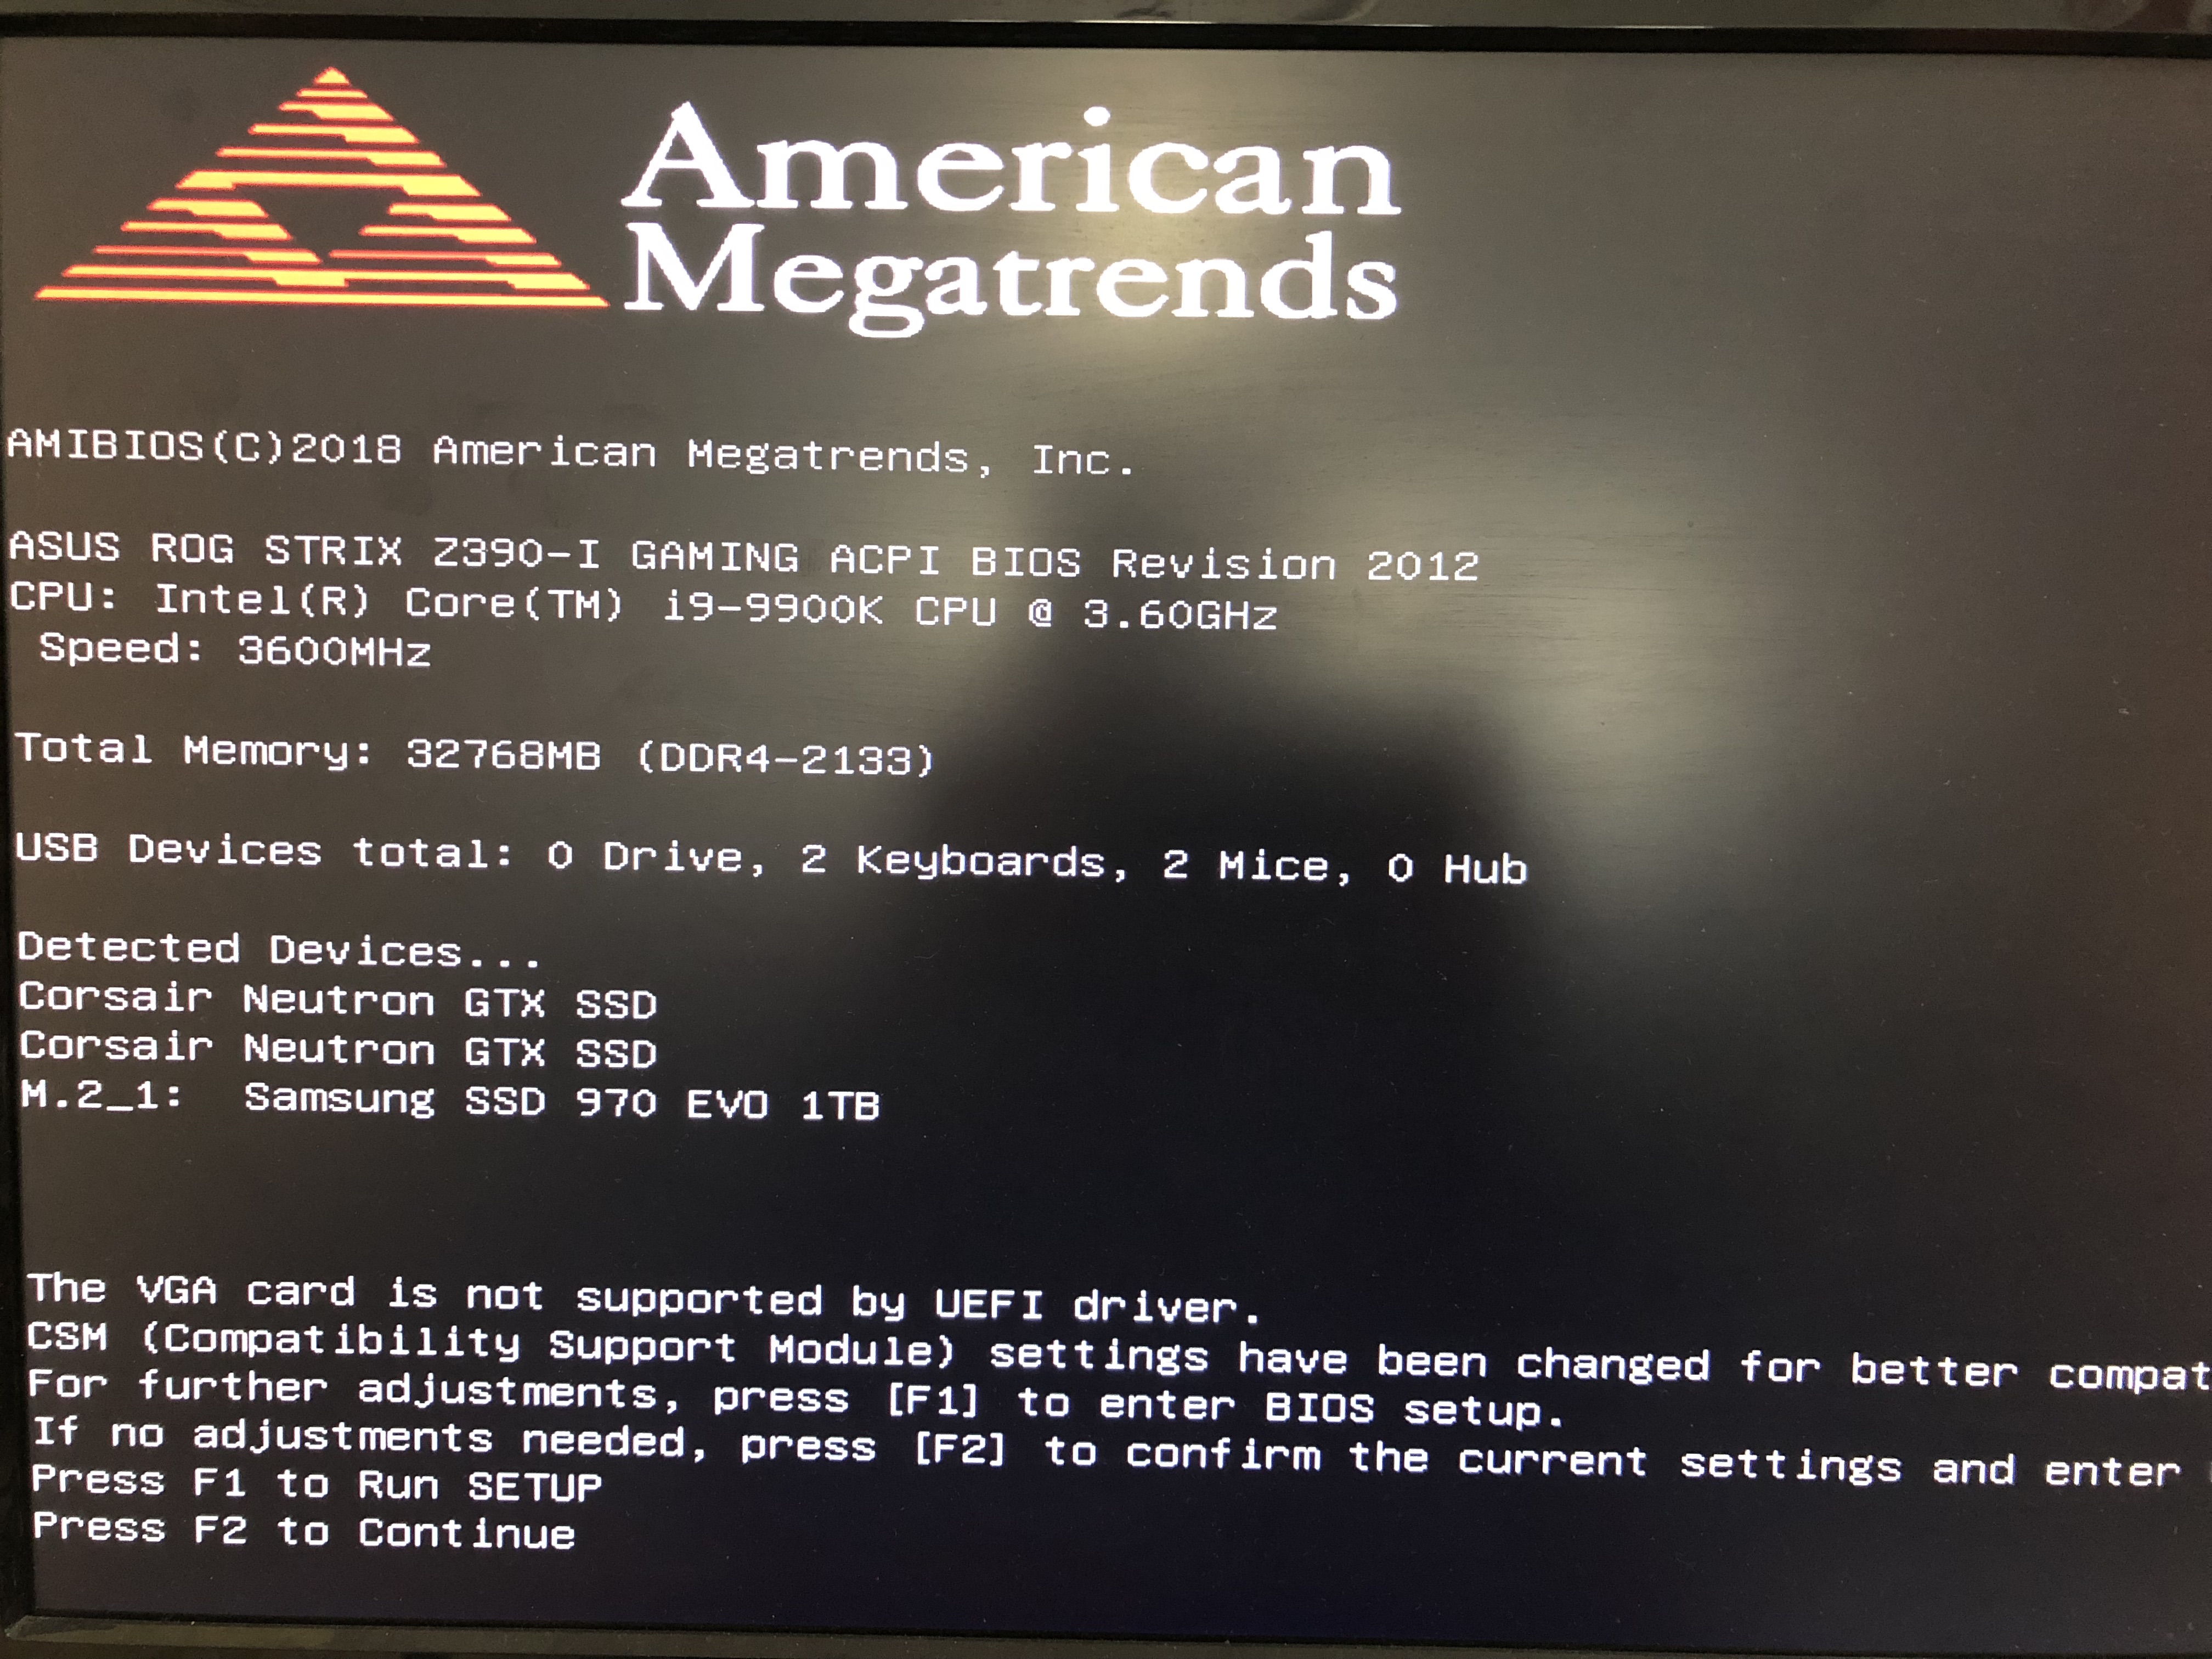 American
Megatrends
AMIBIOS(C)2018 American Megatrends, Inc.
ASUS ROG STRIX Z390-I GAMING ACPI BIOS Revision 2012
CPU: Intel(R) Core(TM) i9-9900K CPU @ 3.60GHz
Speed: 3600MHz
Total Memory: 32768MB (DDR4-2133)
USB Devices total: 0 Drive, 2 Keyboards, 2 Mice, 0 Hub
Detected Devices...
Corsair Neutron GTX SSD
Corsair Neutron GTX SSD
M.2_1: Samsung SSD 970 EVO 1TB
The VGA card is not supported by UEFI driver.
CSM (Compatibility Support Module) settings have been changed for better compat
For further adjustments, press [F1] to enter BIOS setup.
If no adjustments needed, press [F2] to confirm the current settings and enter
Press F1 to Run SETUP
Press F2 to Continue